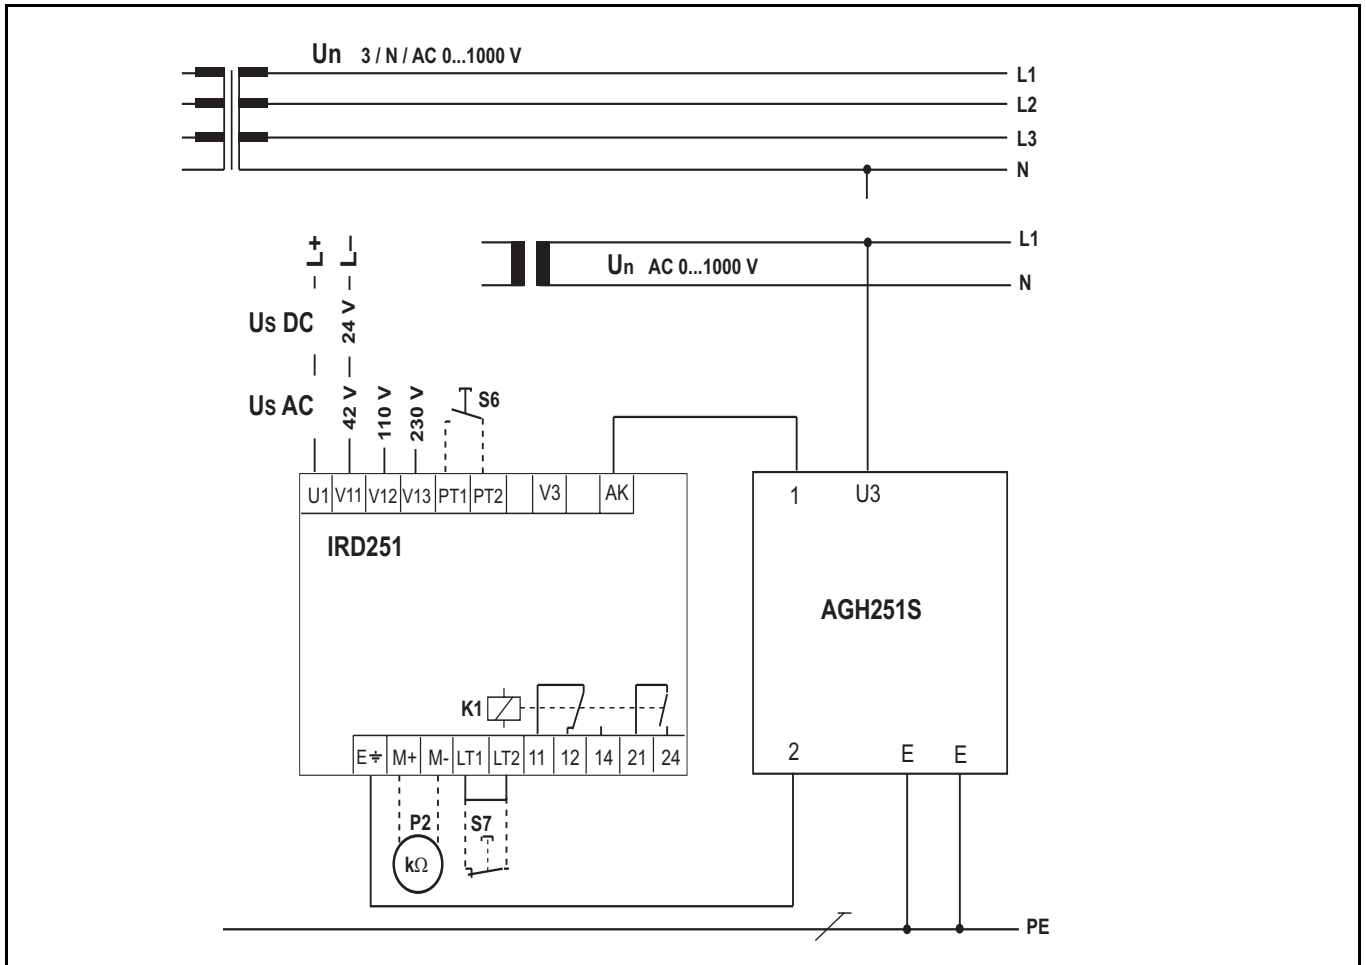 Un 3 / N / AC 0...1000 V
L1
L2
L3
N
L+
L–
L1
Un AC 0...1000 V
N
Us DC
24 V
Us AC
42 V
110 V
230 V
S6
U1 V11 V12 V13 PT1 PT2 V3 AK
1 U3
IRD251
AGH251S
K1
E M+ M- LT1 LT2 11 12 14 21 24
2 E E
P2 S7
kΩ
PE